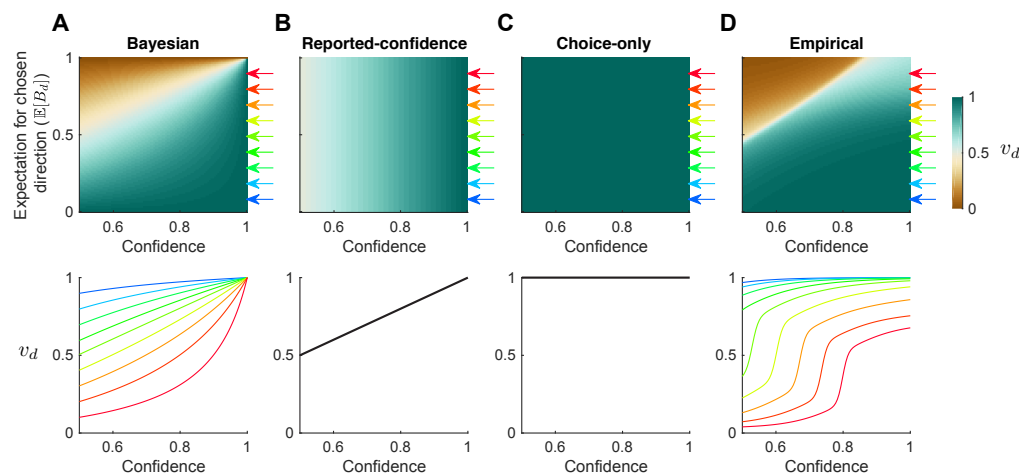 A
B
C
D
Bayesian
Reported-confidence
Choice-only
Empirical
Expectation for chosen
direction (𝔼[B_d])
1
0.5
0
0.6
0.8
1
Confidence
0.6
0.8
1
Confidence
0.6
0.8
1
Confidence
0.6
0.8
1
Confidence
1
0.5
0
v_d
v_d
1
0.5
0
0.6
0.8
1
Confidence
1
0.5
0
0.6
0.8
1
Confidence
1
0.5
0
0.6
0.8
1
Confidence
1
0.5
0
0.6
0.8
1
Confidence